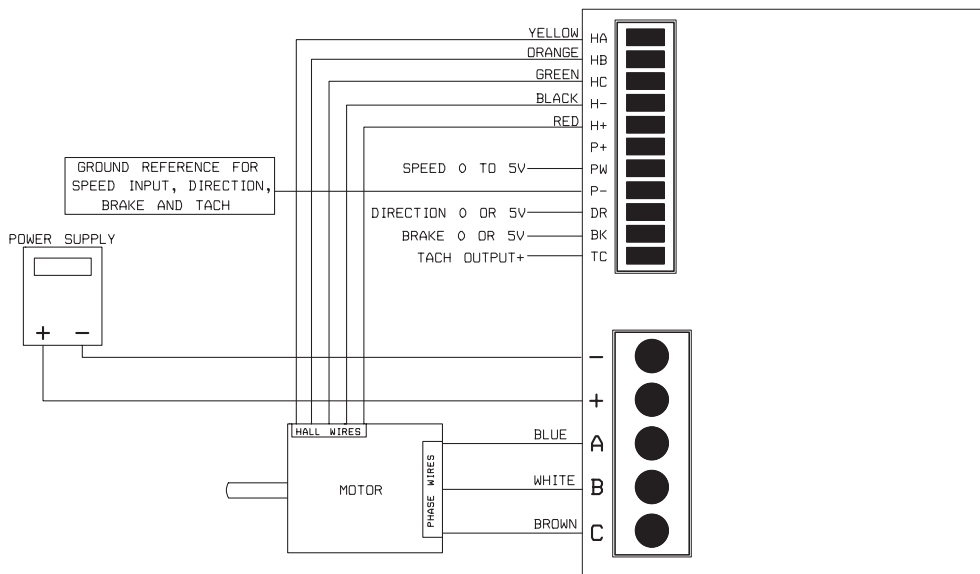 YELLOW HA
ORANGE HB
GREEN HC
BLACK H-
RED H+
P+
SPEED 0 TO 5V PW
GROUND REFERENCE FOR
SPEED INPUT, DIRECTION,
BRAKE AND TACH
P-
DIRECTION 0 OR 5V DR
BRAKE 0 OR 5V BK
TACH OUTPUT+ TC
POWER SUPPLY
+ -
-
+
HALL WIRES
BLUE A
WHITE B
BROWN C
MOTOR
PHASE WIRES